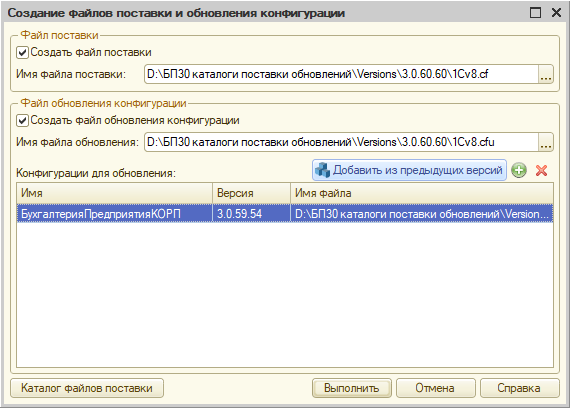 Создание файлов поставки и обновления конфигурации
Файл поставки
Создать файл поставки
Имя Файла поставки: D:\БП30 каталоги поставки обновлений\Versions\3.0.60.60\1Cv8.cf ...
Файл обновления конфигурации
Создать файл обновления конфигурации
Имя Файла обновления: D:\БП30 каталоги поставки обновлений\Versions\3.0.60.60\1Cv8.cfu ...
Конфигурации для обновления: Добавить из предыдущих версий
Имя Версия Имя Файла
БухгалтерияПредприятияКОРП 3.0.59.54 D:\БП30 каталоги поставки обновлений\Version...
Каталог файлов поставки Выполнить Отмена Справка